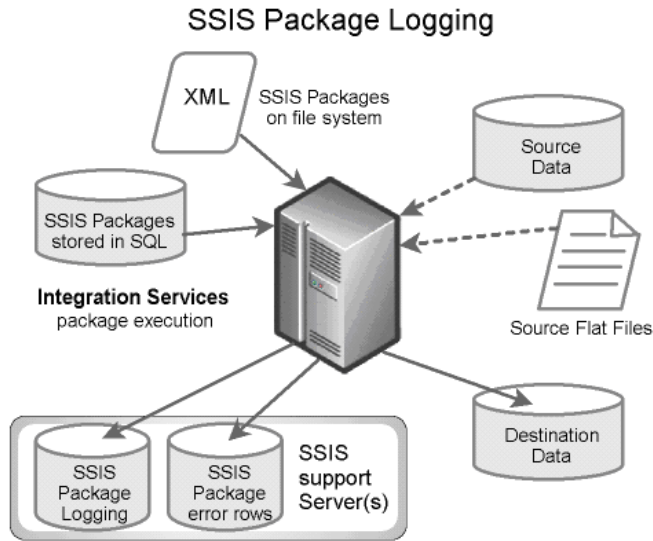 SSIS Package Logging
XML
SSIS Packages
on file system
Source
Data
SSIS Packages
stored in SQL
Integration Services
package execution
Source Flat Files
SSIS
Package
Logging
SSIS
Package
error rows
SSIS
support
Server(s)
Destination
Data